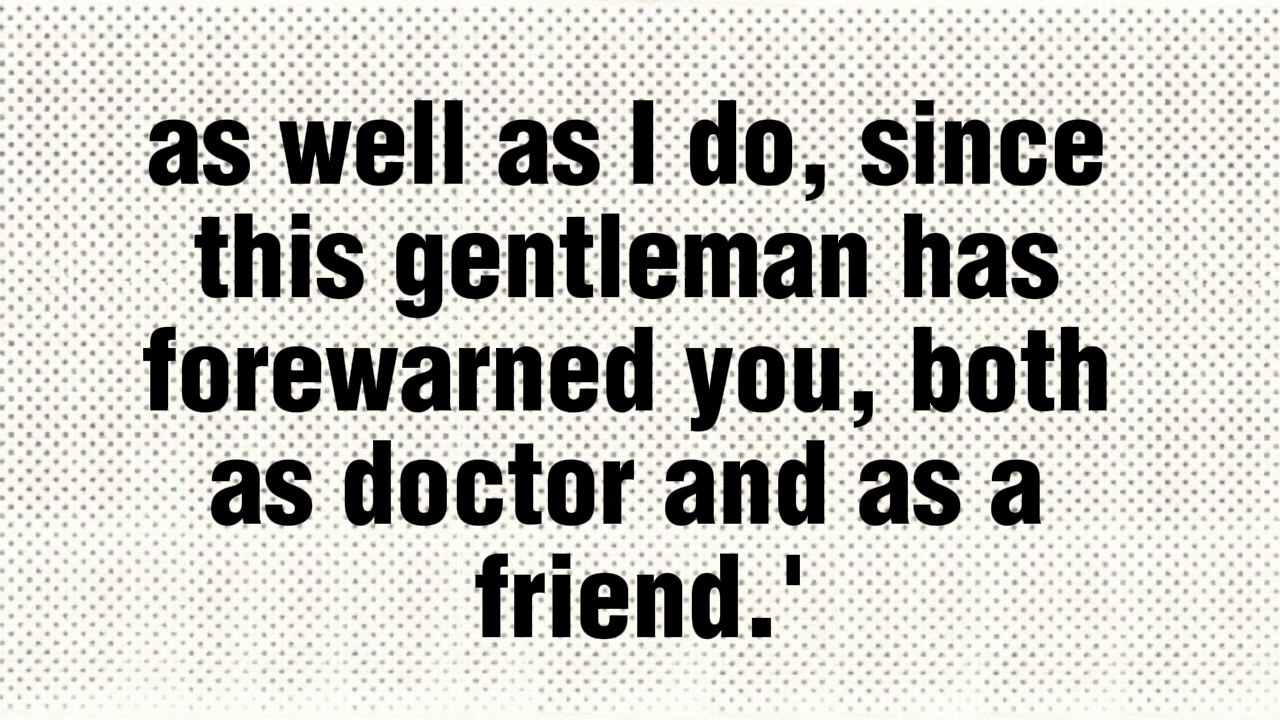 as well as I do, since
this gentleman has
forewarned you, both
as doctor and as a
friend.'